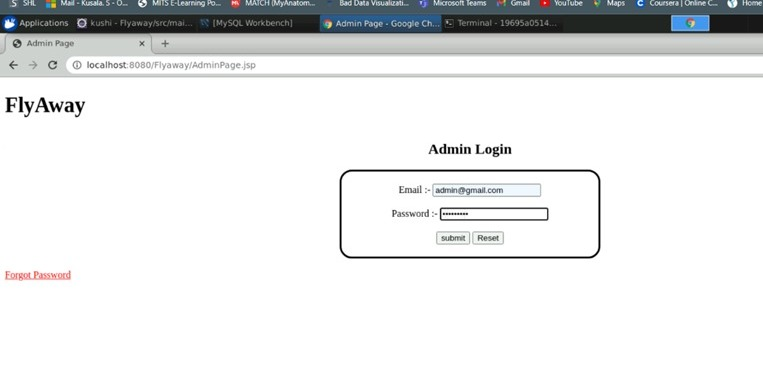 SHL Mail - Kusala. S - O... MITS E-Learning Po... MATCH (MyAnatom... Bad Data Visualizati... Microsoft Teams Gmail YouTube Maps Coursera | Online C... Home
Applications kushi - Flyaway/src/mai... [MySQL Workbench] Admin Page - Google Ch... Terminal - 19695a0514...
Admin Page
localhost:8080/Flyaway/AdminPage.jsp
FlyAway
Admin Login
Email :- admin@gmail.com
Password :- •••••••••
submit Reset
Forgot Password